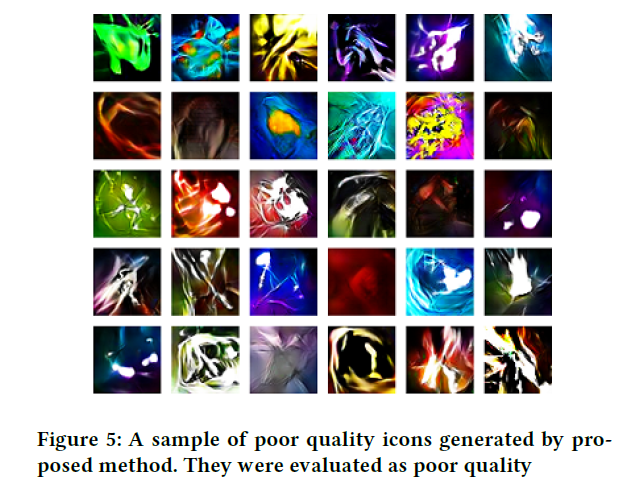 Figure 5: A sample of poor quality icons generated by pro-
posed method. They were evaluated as poor quality